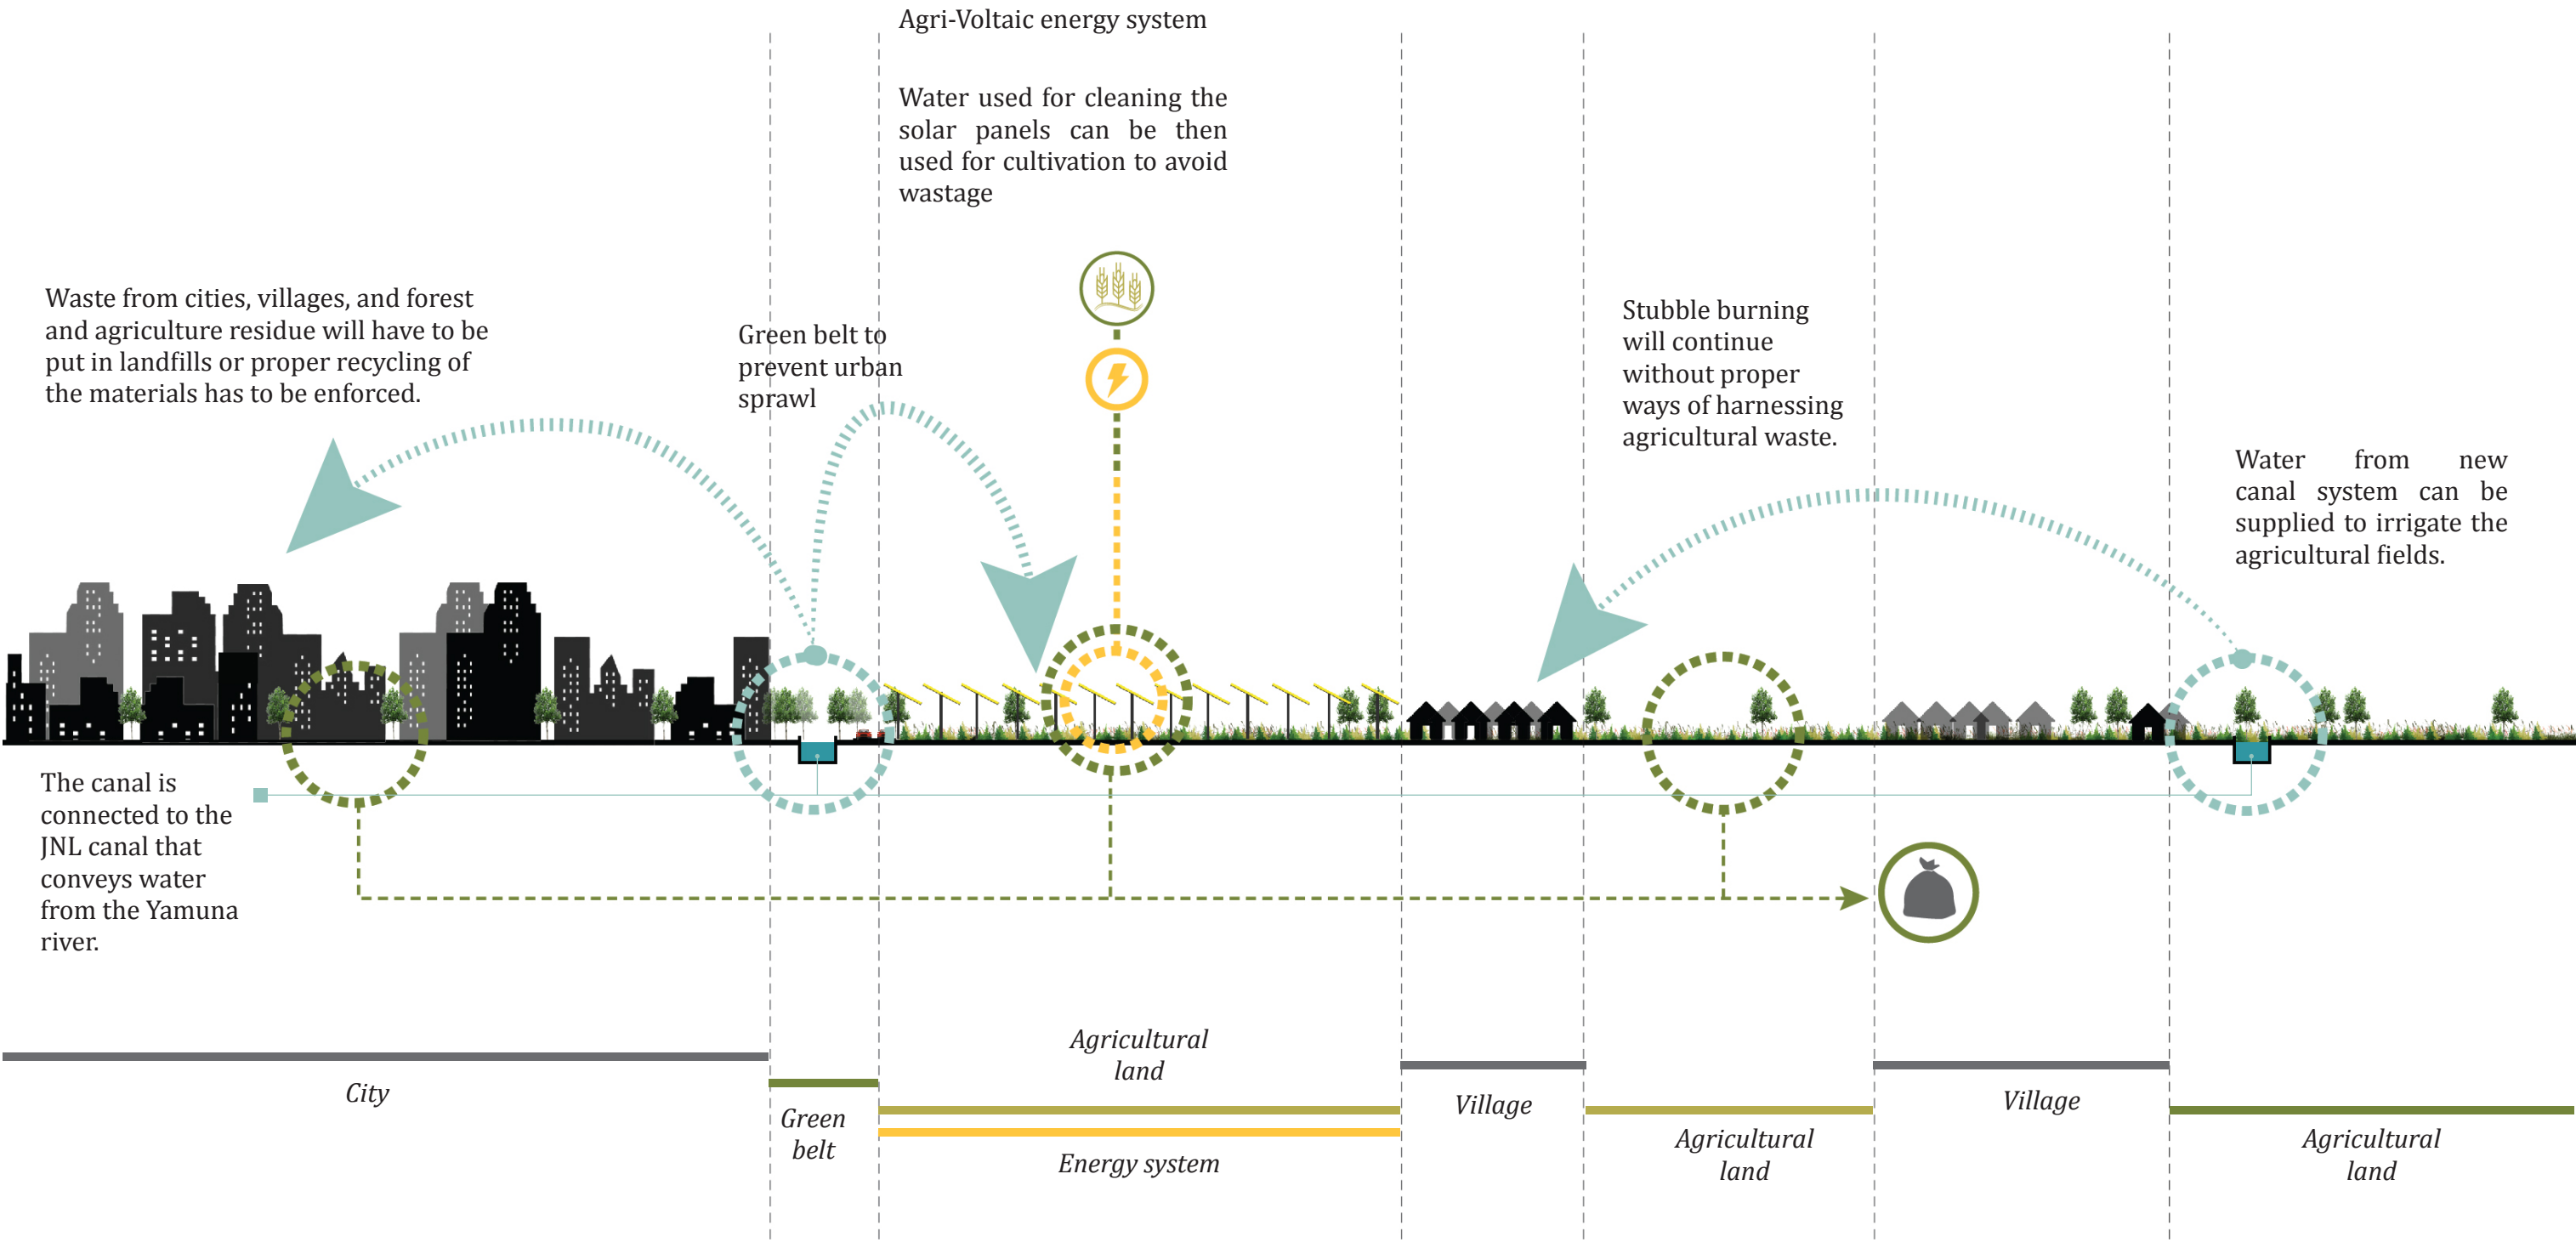 Agri-Voltaic energy system
Water used for cleaning the
solar panels can be then
used for cultivation to avoid
wastage
Waste from cities, villages, and forest
and agriculture residue will have to be
put in landfills or proper recycling of
the materials has to be enforced.
Green belt to
prevent urban
sprawl
Stubble burning
will continue
without proper
ways of harnessing
agricultural waste.
Water from new
canal system can be
supplied to irrigate the
agricultural fields.
The canal is
connected to the
JNL canal that
conveys water
from the Yamuna
river.
City
Green
belt
Agricultural
land
Energy system
Village
Agricultural
land
Village
Agricultural
land